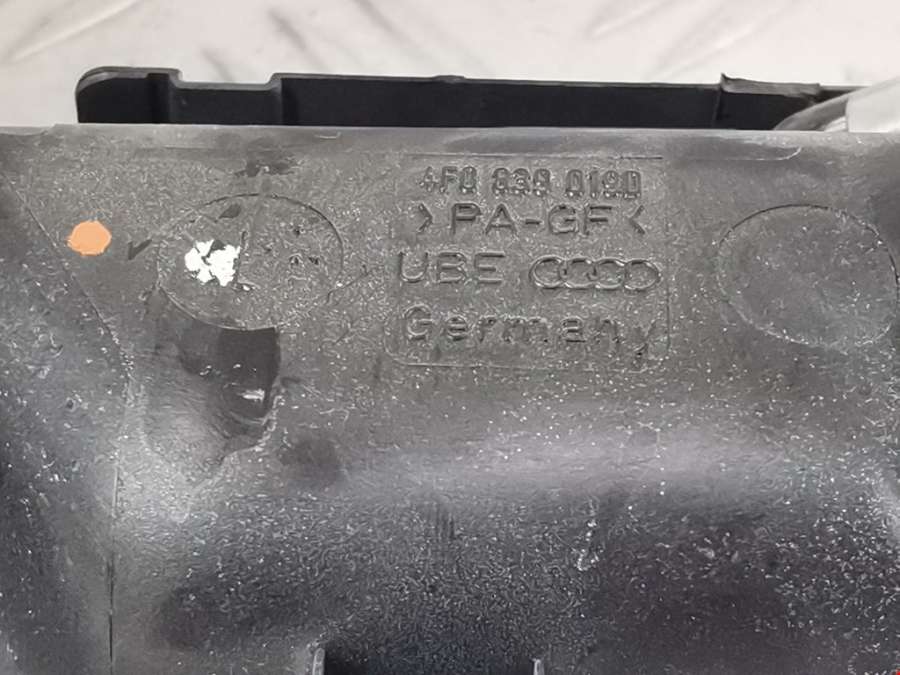 4F0 839 019D
>PA-GF<
UBE
Germany